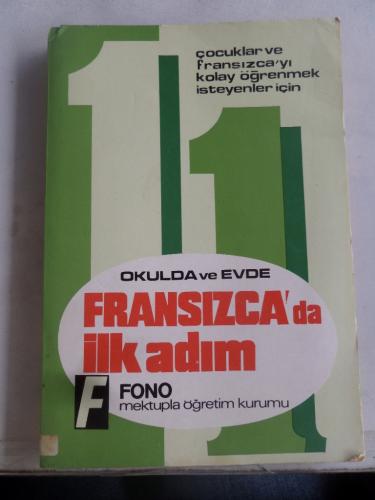 çocuklar ve
fransızca'yı
kolay öğrenmek
isteyenler için
11
OKULDA ve EVDE
FRANSIZCA'da
ilk adım
F FONO
mektupla öğretim kurumu